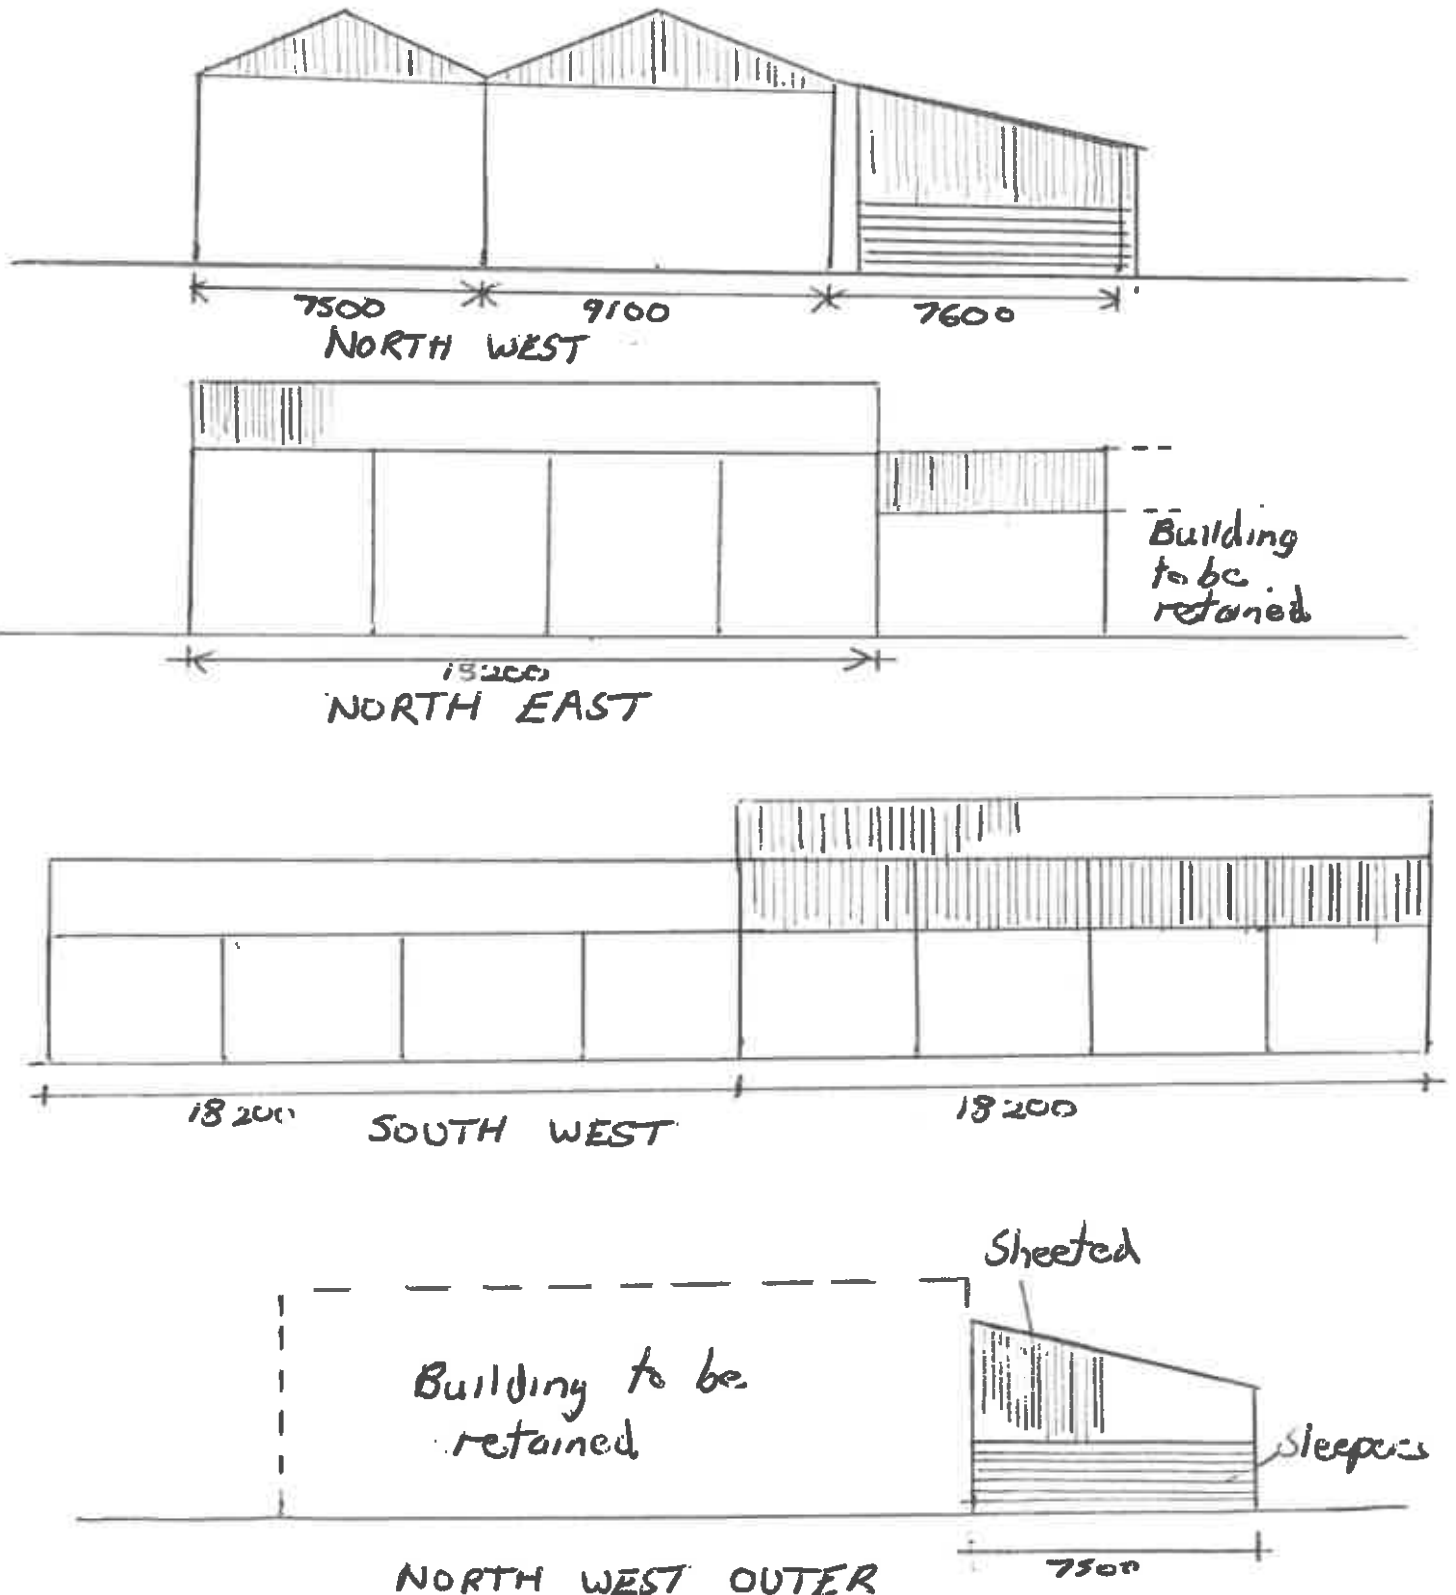 7500
9100
7600
NORTH WEST
Building
to be
retained
18200
NORTH EAST
18200
SOUTH WEST
18200
Sheeted
Building to be
retained
Sleepers
7500
NORTH WEST OUTER